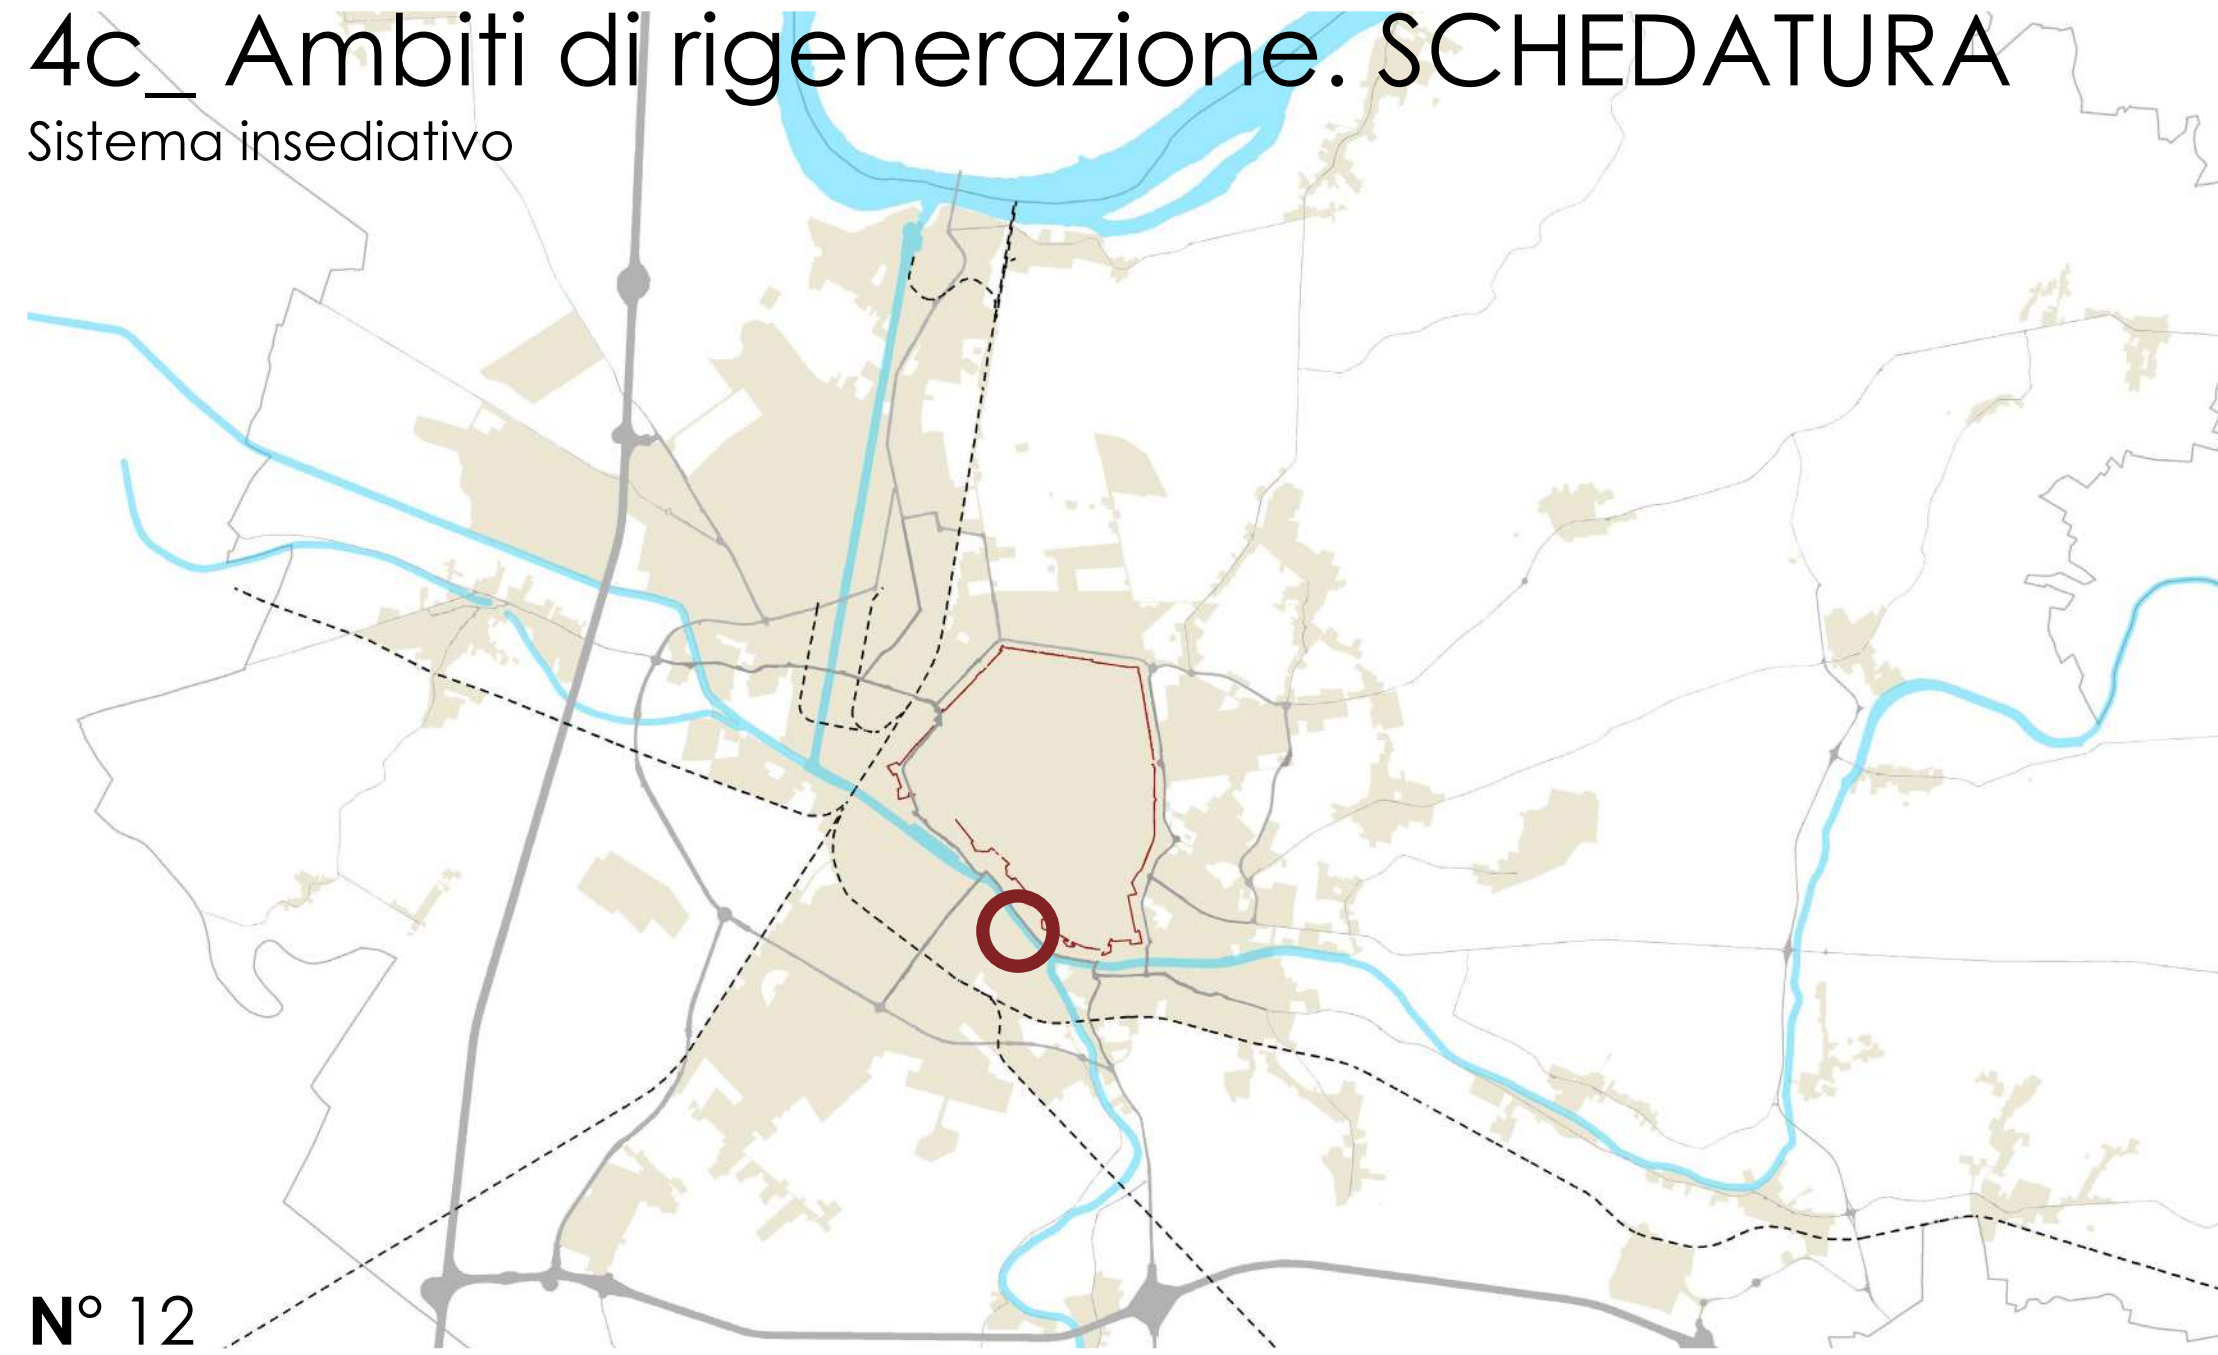 4c_ Ambiti di rigenerazione. SCHEDATURA
Sistema insediativo
N° 12